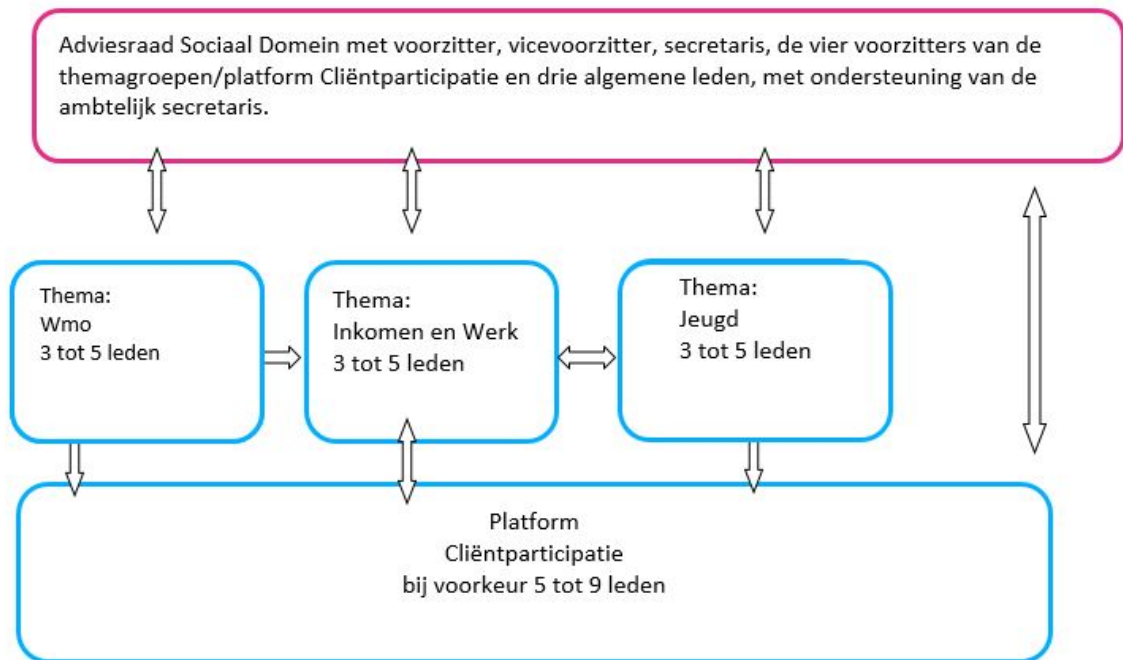 Adviesraad Sociaal Domein met voorzitter, vicevoorzitter, secretaris, de vier voorzitters van de
themagroepen/platform Cliëntparticipatie en drie algemene leden, met ondersteuning van de
ambtelijk secretaris.
Thema:
Wmo
3 tot 5 leden
Thema:
Inkomen en Werk
3 tot 5 leden
Thema:
Jeugd
3 tot 5 leden
Platform
Cliëntparticipatie
bij voorkeur 5 tot 9 leden